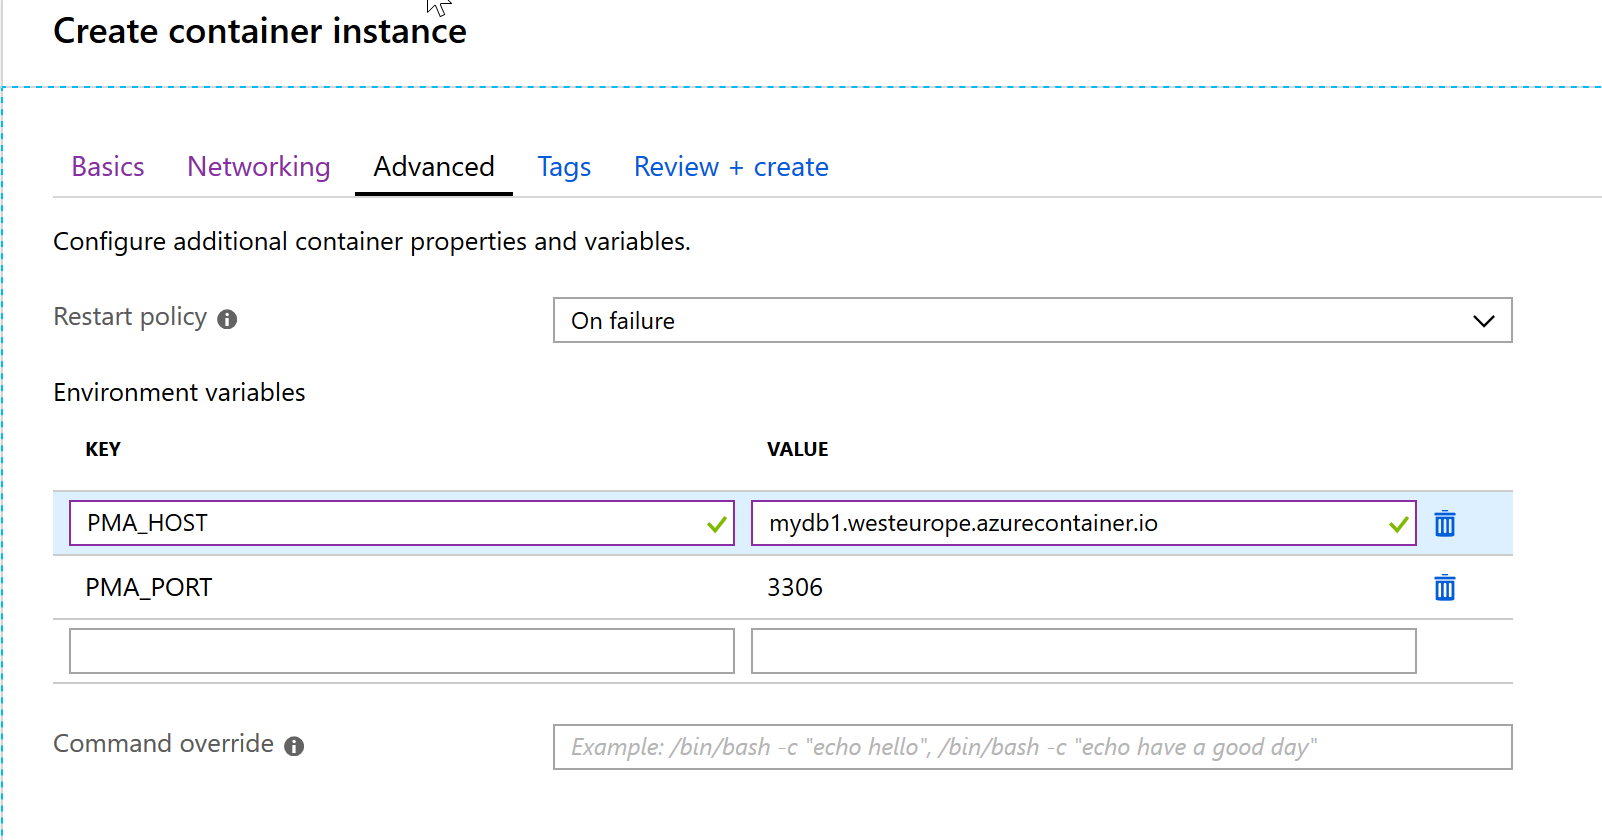 Create container instance
Basics Networking Advanced Tags Review + create
Configure additional container properties and variables.
Restart policy
On failure
Environment variables
KEY VALUE
PMA_HOST mydb1.westeurope.azurecontainer.io
PMA_PORT 3306
Command override
Example: /bin/bash -c "echo hello", /bin/bash -c "echo have a good day"